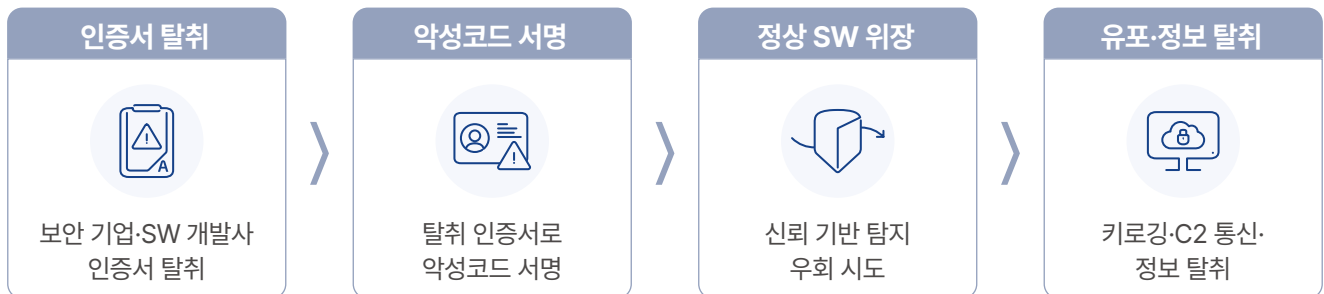 인증서 탈취
보안 기업·SW 개발사
인증서 탈취
악성코드 서명
탈취 인증서로
악성코드 서명
정상 SW 위장
신뢰 기반 탐지
우회 시도
유포·정보 탈취
키로깅·C2 통신·
정보 탈취
A